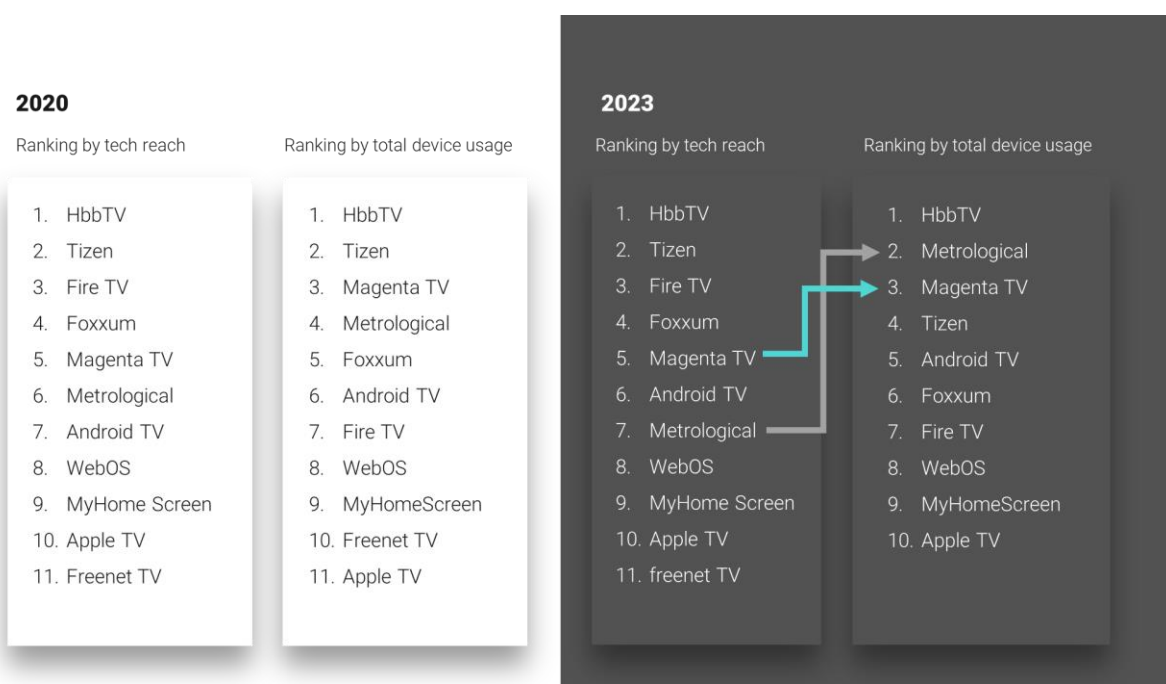 2020
Ranking by tech reach
1. HbbTV
2. Tizen
3. Fire TV
4. Foxxum
5. Magenta TV
6. Metrological
7. Android TV
8. WebOS
9. MyHome Screen
10. Apple TV
11. Freenet TV
Ranking by total device usage
1. HbbTV
2. Tizen
3. Magenta TV
4. Metrological
5. Foxxum
6. Android TV
7. Fire TV
8. WebOS
9. MyHomeScreen
10. Freenet TV
11. Apple TV
2023
Ranking by tech reach
1. HbbTV
2. Tizen
3. Fire TV
4. Foxxum
5. Magenta TV
6. Android TV
7. Metrological
8. WebOS
9. MyHome Screen
10. Apple TV
11. freenet TV
Ranking by total device usage
1. HbbTV
2. Metrological
3. Magenta TV
4. Tizen
5. Android TV
6. Foxxum
7. Fire TV
8. WebOS
9. MyHomeScreen
10. Apple TV